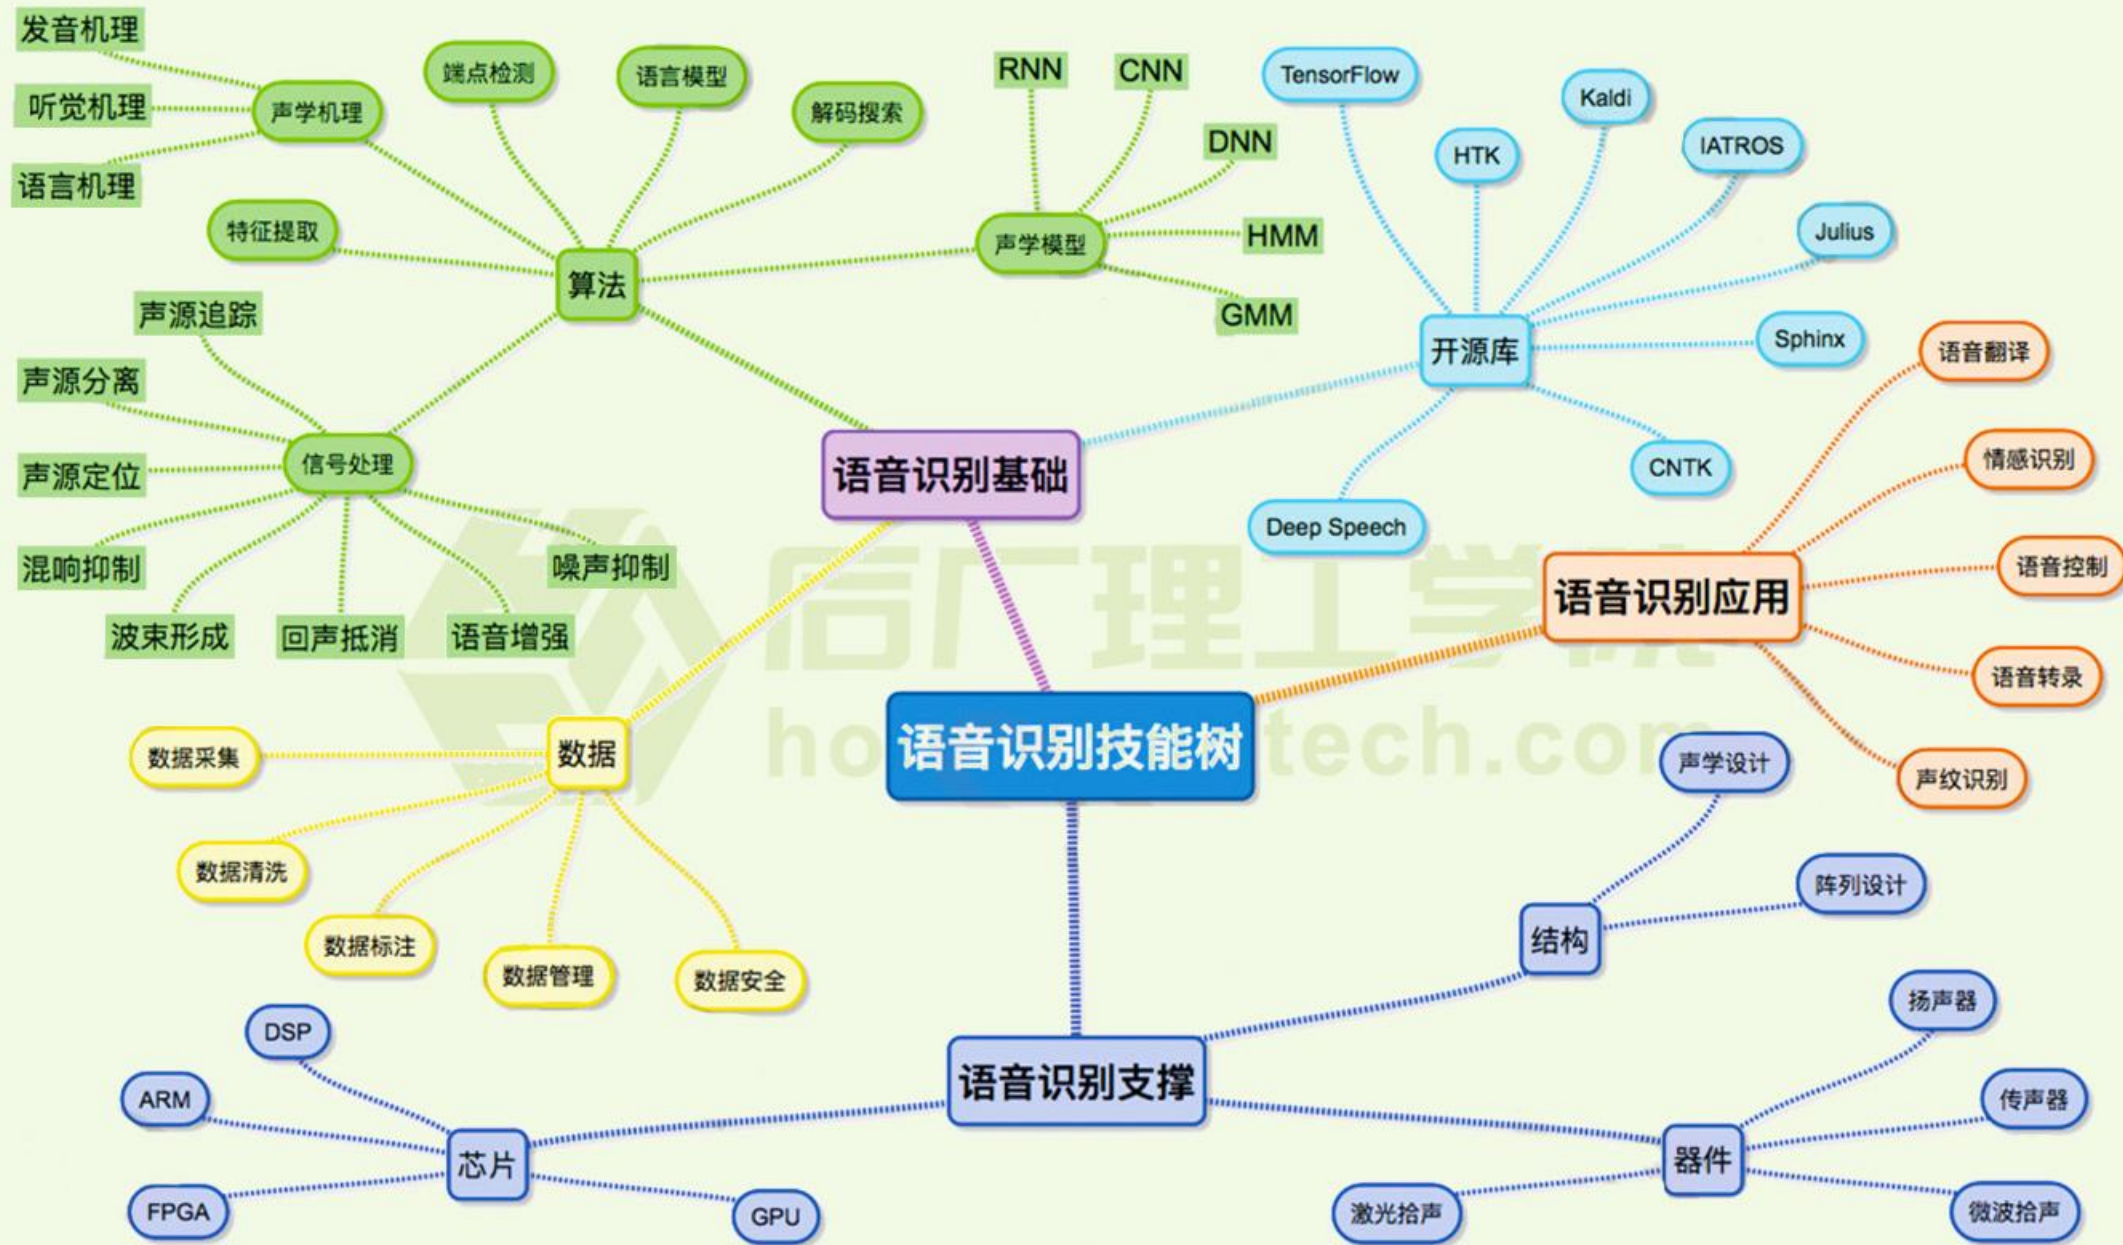 发音机理
听觉机理
语言机理
声学机理
端点检测
语言模型
解码搜索
特征提取
算法
RNN
CNN
DNN
HMM
GMM
声学模型
TensorFlow
HTK
Kaldi
IATROS
Julius
Sphinx
CNTK
Deep Speech
开源库
声源追踪
声源分离
声源定位
混响抑制
波束形成
回声抵消
语音增强
噪声抑制
信号处理
语音识别基础
语音翻译
情感识别
语音控制
语音转录
声纹识别
语音识别应用
数据
数据采集
数据清洗
数据标注
数据管理
数据安全
语音识别技能树
声学设计
阵列设计
结构
语音识别支撑
DSP
ARM
FPGA
GPU
芯片
扬声器
传声器
微波拾声
激光拾声
器件
tech.com